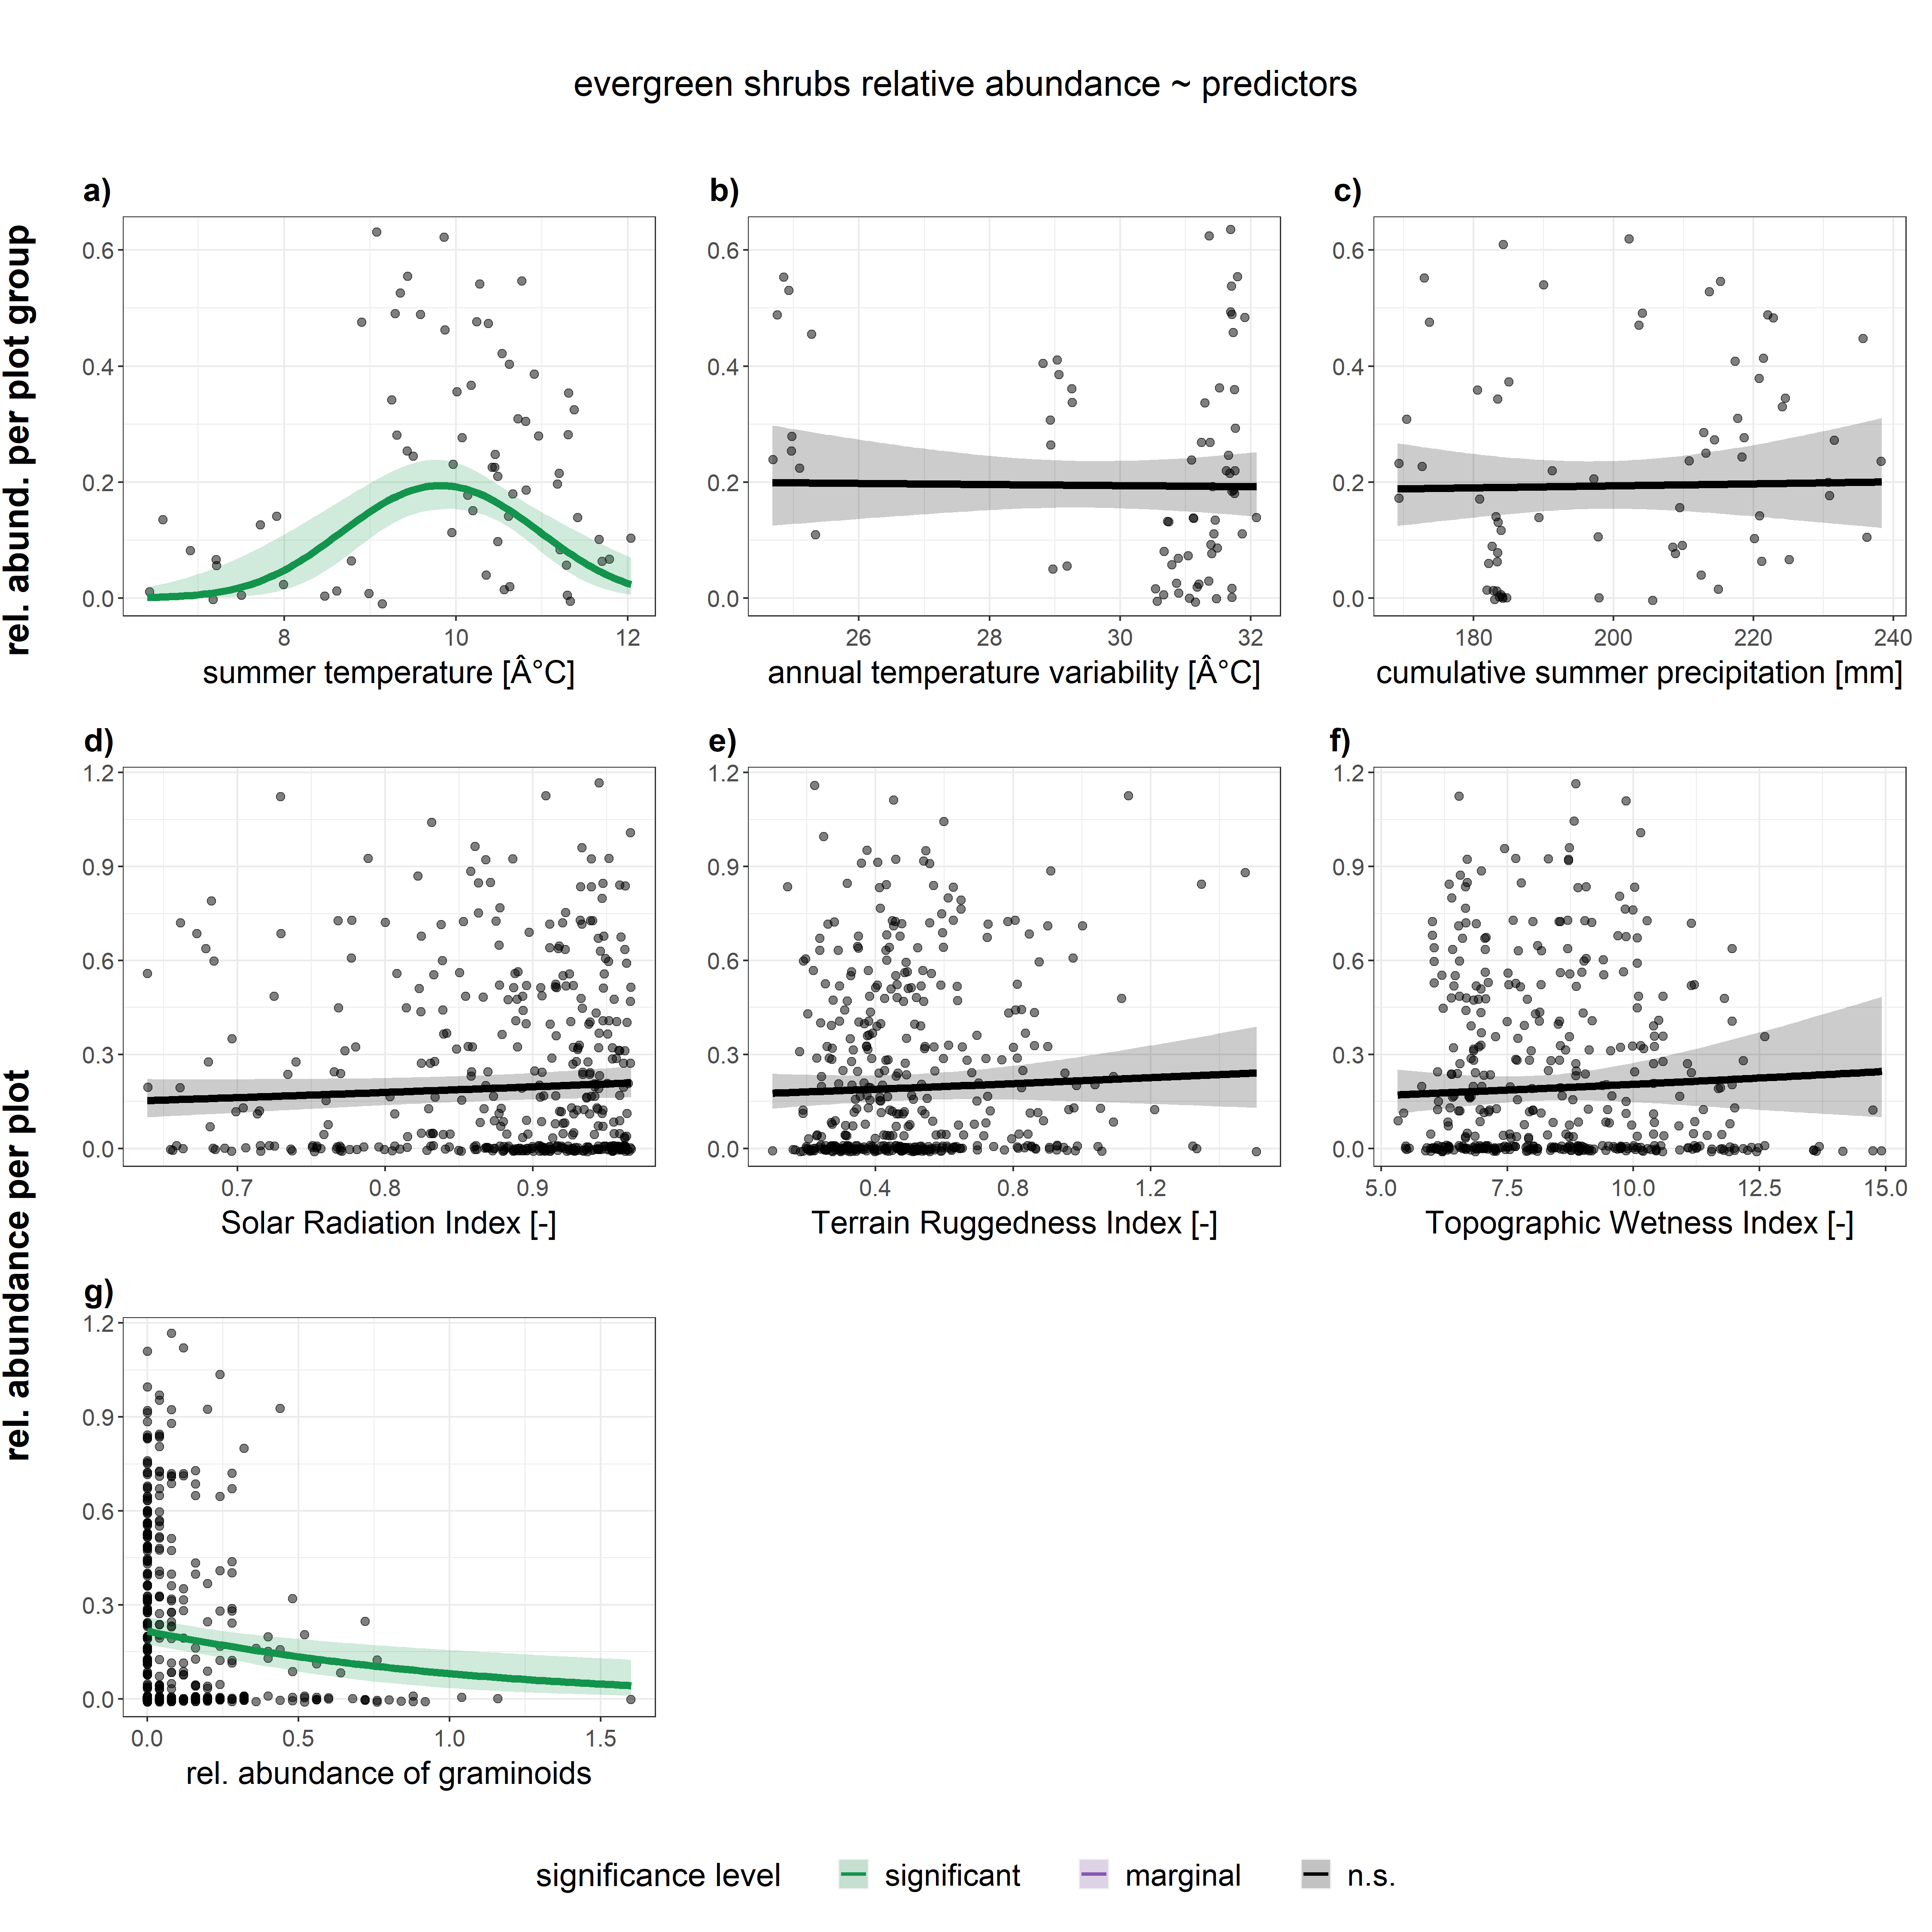 evergreen shrubs relative abundance ~ predictors
a)
b)
c)
rel. abund. per plot group
0.6
0.4
0.2
0.0
8
10
12
summer temperature [Â°C]
0.6
0.4
0.2
0.0
26
28
30
32
annual temperature variability [Â°C]
0.6
0.4
0.2
0.0
180
200
220
240
cumulative summer precipitation [mm]
d)
e)
f)
rel. abundance per plot
1.2
0.9
0.6
0.3
0.0
0.7
0.8
0.9
Solar Radiation Index [-]
1.2
0.9
0.6
0.3
0.0
0.4
0.8
1.2
Terrain Ruggedness Index [-]
1.2
0.9
0.6
0.3
0.0
5.0
7.5
10.0
12.5
15.0
Topographic Wetness Index [-]
g)
1.2
0.9
0.6
0.3
0.0
0.0
0.5
1.0
1.5
rel. abundance of graminoids
significance level
significant
marginal
n.s.